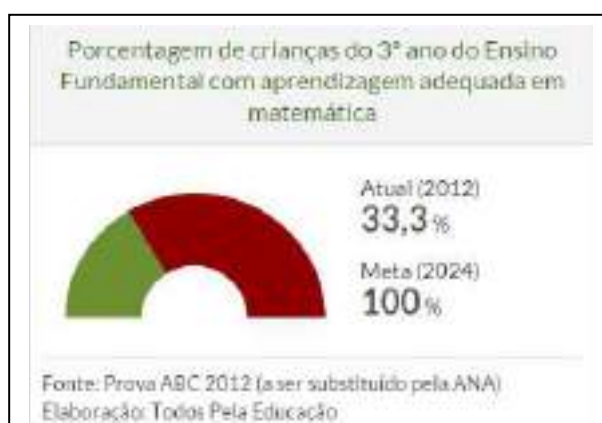 Porcentagem de crianças do 3º ano do Ensino
Fundamental com aprendizagem adequada em
matemática
Atual (2012)
33,3 %
Meta (2024)
100 %
Fonte: Prova ABC 2012 (a ser substituído pela ANA)
Elaboração: Todos Pela Educação